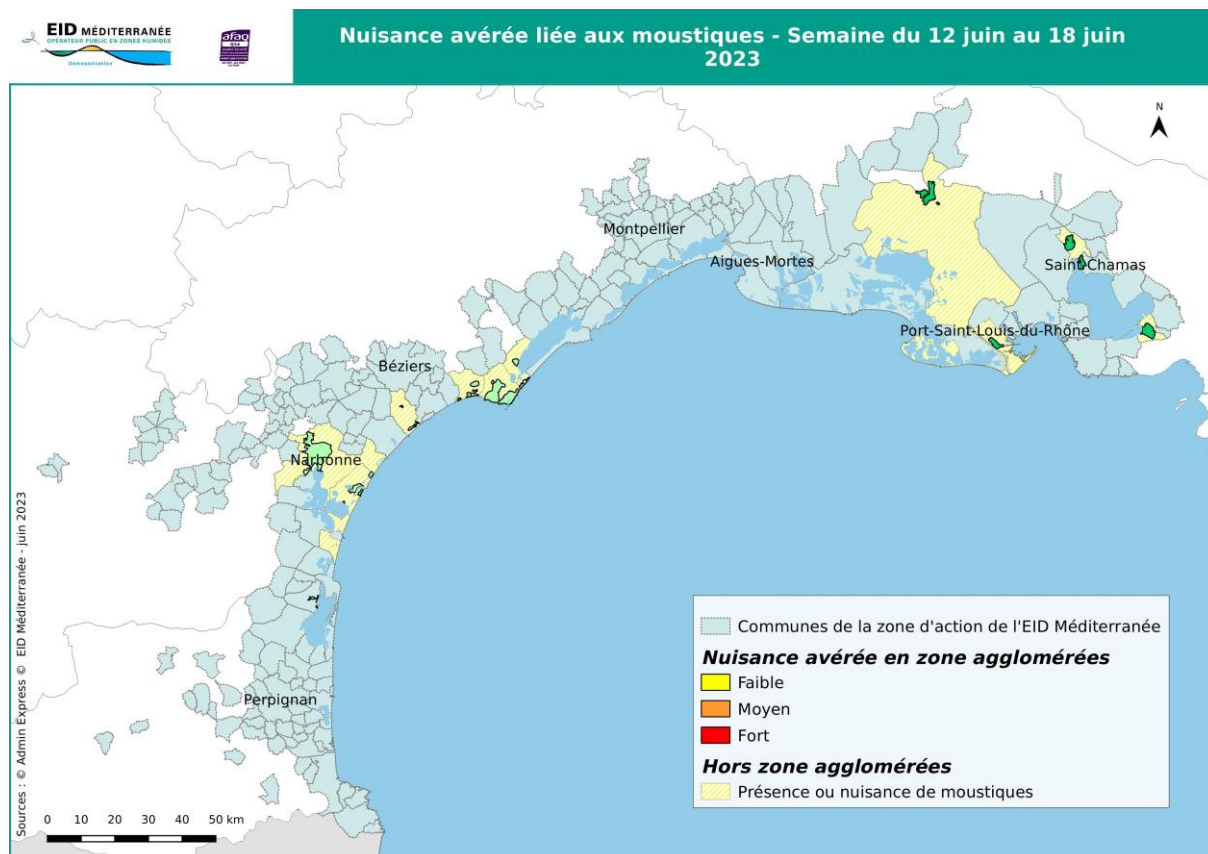 EID MÉDITERRANÉE
OPÉRATEUR PUBLIC EN ZONES HUMIDES
Démoustication
afaq
Nuisance avérée liée aux moustiques - Semaine du 12 juin au 18 juin
2023
N
Montpellier
Aigues-Mortes
Saint-Chamas
Port-Saint-Louis-du-Rhône
Béziers
Narbonne
Perpignan
Communes de la zone d'action de l'EID Méditerranée
Nuisance avérée en zone agglomérées
Faible
Moyen
Fort
Hors zone agglomérées
Présence ou nuisance de moustiques
0 10 20 30 40 50 km
Sources : © Admin Express © EID Méditerranée - juin 2023